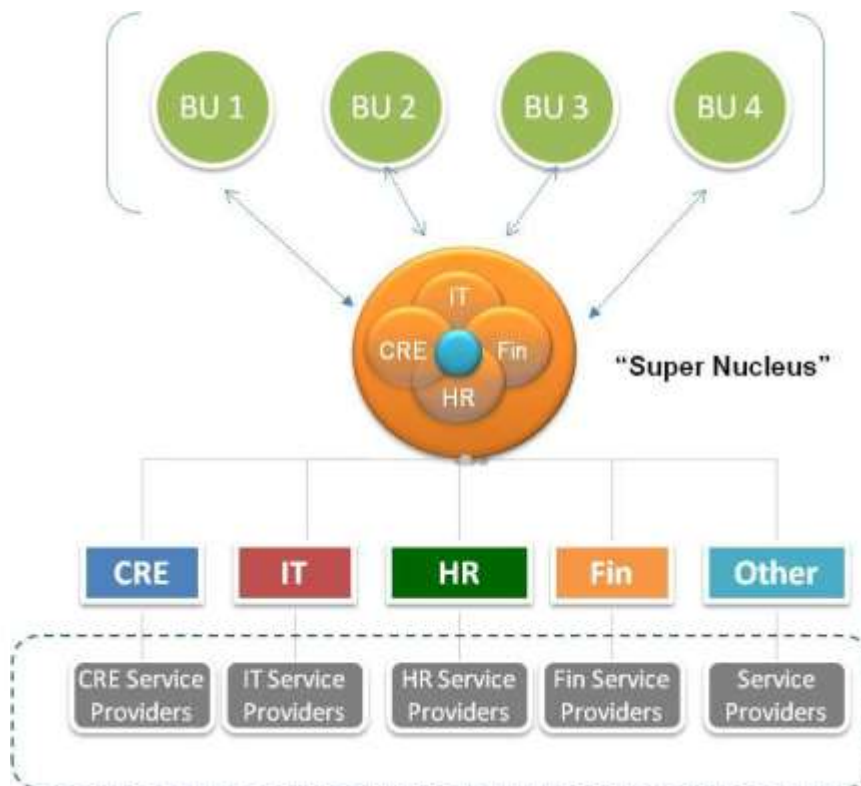 BU 1
BU 2
BU 3
BU 4
IT
CRE
Fin
HR
“Super Nucleus”
CRE
IT
HR
Fin
Other
CRE Service
Providers
IT Service
Providers
HR Service
Providers
Fin Service
Providers
Service
Providers